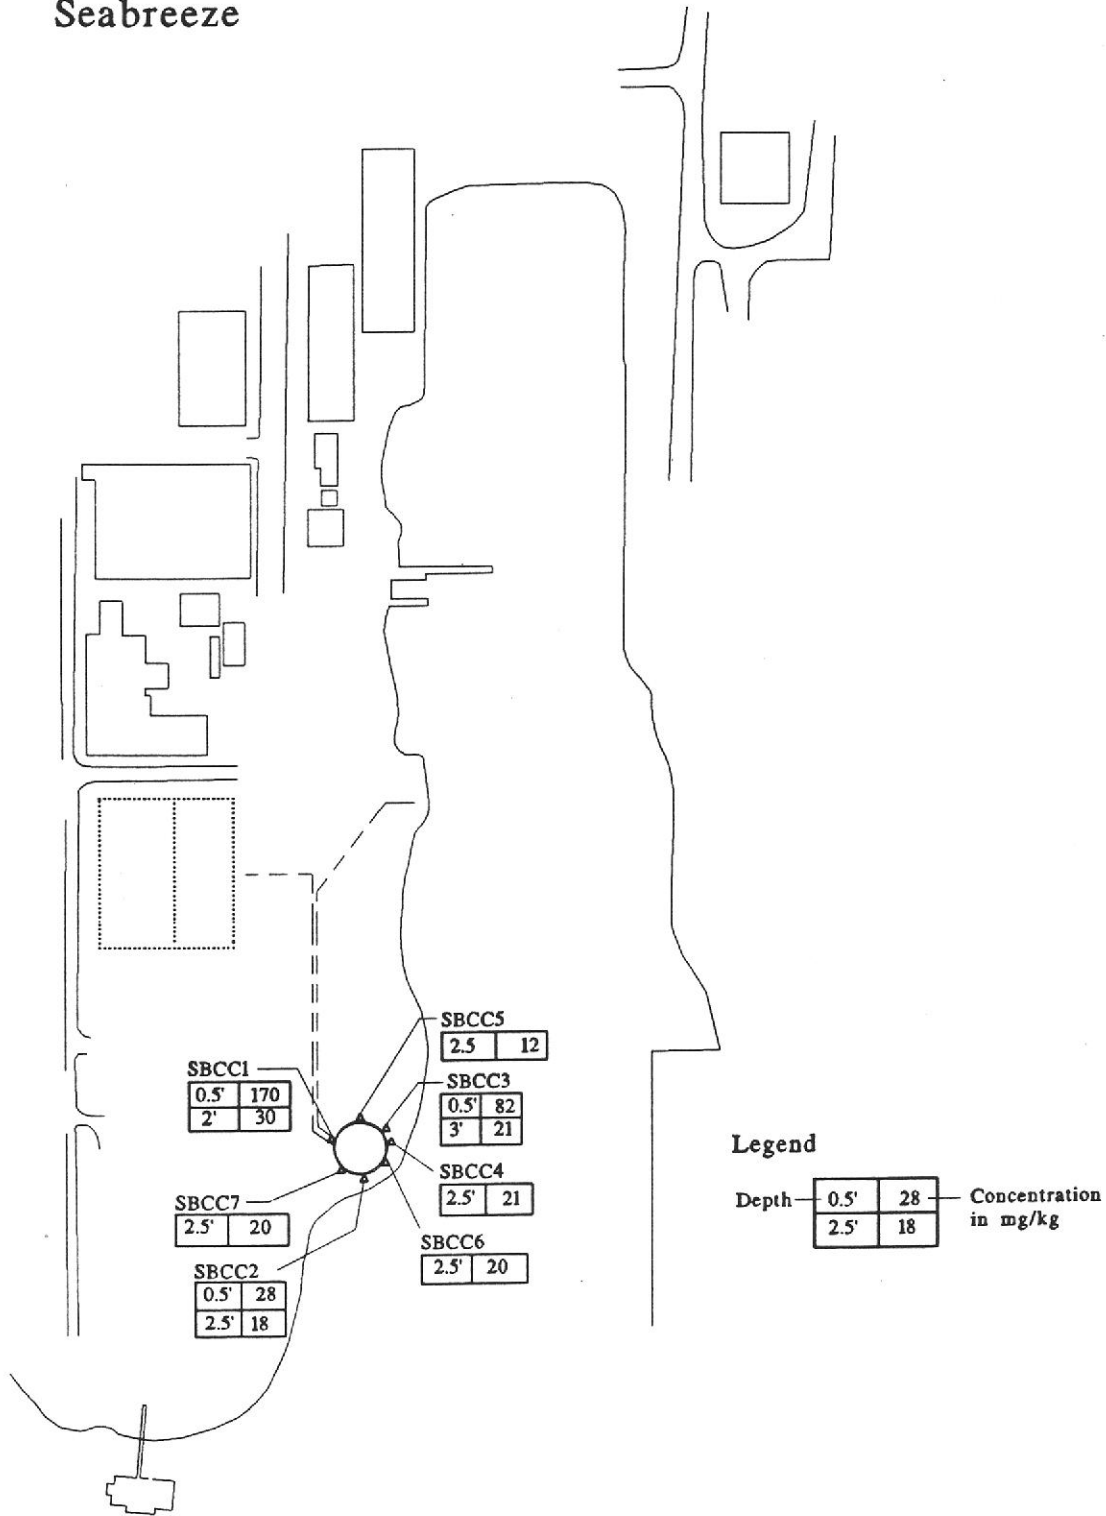 Seabreeze
SBCC5
2.5 12
SBCC1
0.5' 170
2' 30
SBCC3
0.5' 82
3' 21
SBCC4
2.5' 21
SBCC7
2.5' 20
SBCC6
2.5' 20
SBCC2
0.5' 28
2.5' 18
Legend
Depth 0.5' 28 Concentration
in mg/kg
2.5' 18